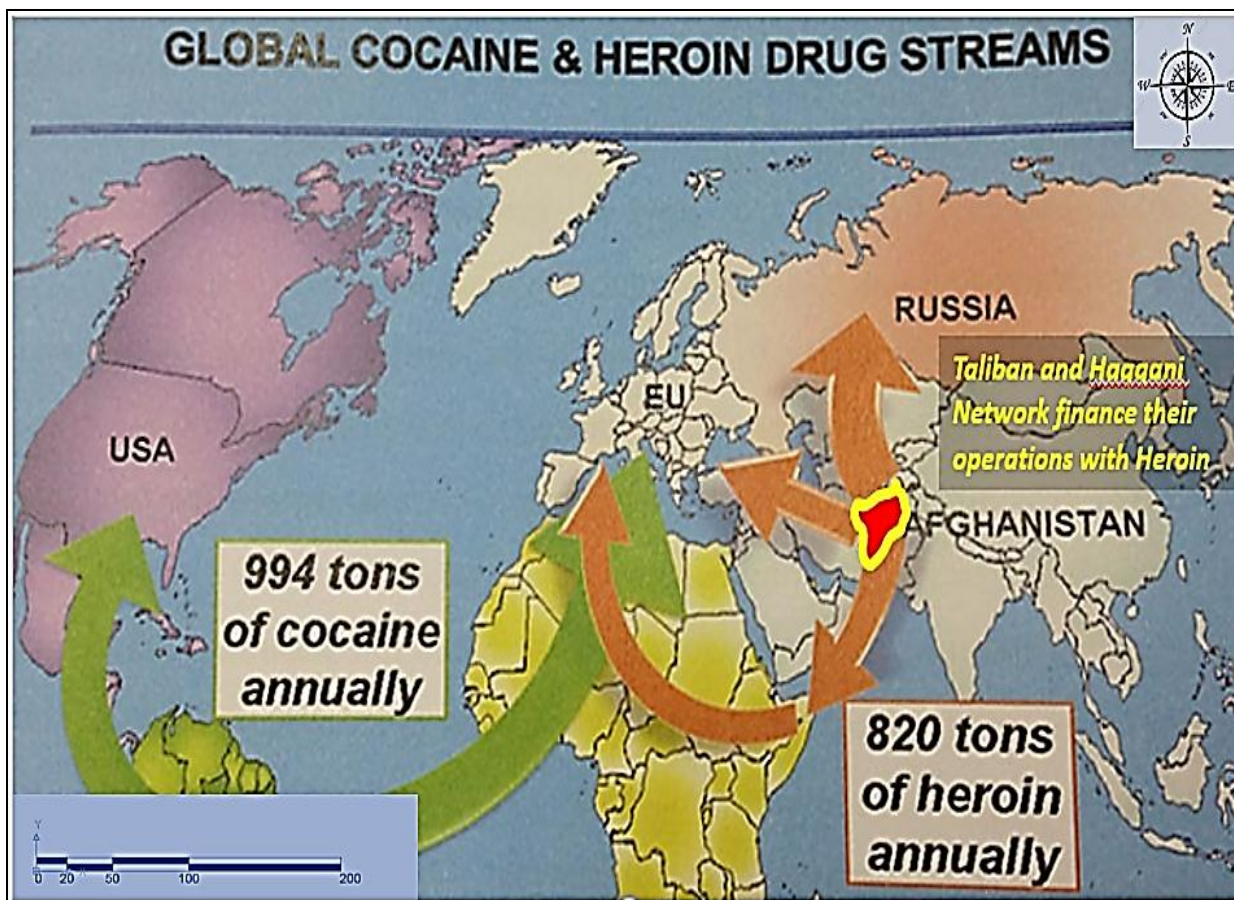 GLOBAL COCAINE & HEROIN DRUG STREAMS
N
W
E
S
RUSSIA
Taliban and Haqqani
Network finance their
operations with Heroin
EU
USA
AFGHANISTAN
994 tons
of cocaine
annually
820 tons
of heroin
annually
Y
0 20 50 100 200